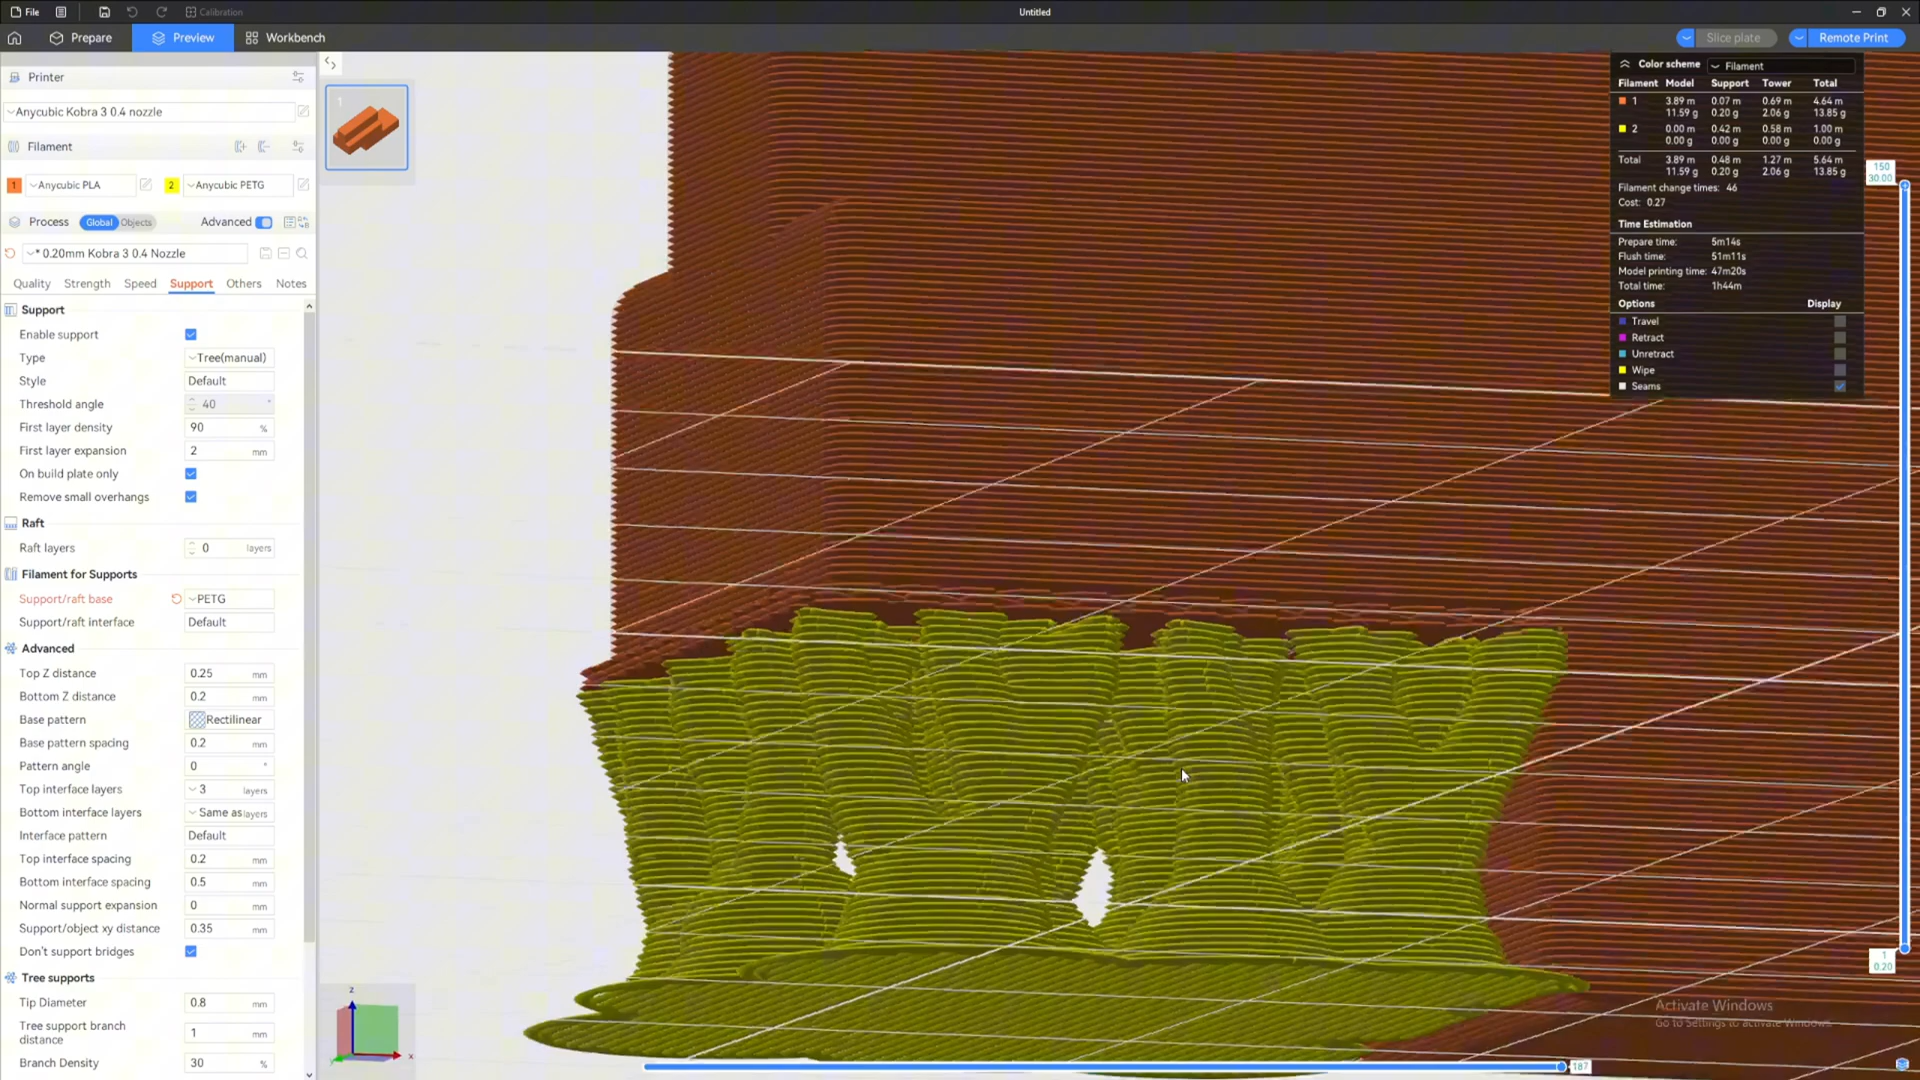 File
Calibration
Untitled
Prepare
Preview
Workbench
Slice plate
Remote Print
Printer
Anycubic Kobra 3 0.4 nozzle
Filament
1 Anycubic PLA 2 Anycubic PETG
Process Global Objects Advanced
* 0.20mm Kobra 3 0.4 Nozzle
Quality Strength Speed Support Others Notes
Support
Enable support
Type Tree(manual)
Style Default
Threshold angle 40 °
First layer density 90 %
First layer expansion 2 mm
On build plate only
Remove small overhangs
Raft
Raft layers 0 layers
Filament for Supports
Support/raft base PETG
Support/raft interface Default
Advanced
Top Z distance 0.25 mm
Bottom Z distance 0.2 mm
Base pattern Rectilinear
Base pattern spacing 0.2 mm
Pattern angle 0 °
Top interface layers 3 layers
Bottom interface layers Same as layers
Interface pattern Default
Top interface spacing 0.2 mm
Bottom interface spacing 0.5 mm
Normal support expansion 0 mm
Support/object xy distance 0.35 mm
Don't support bridges
Tree supports
Tip Diameter 0.8 mm
Tree support branch
distance 1 mm
Branch Density 30 %
1
z
x
Color scheme Filament
Filament Model Support Tower Total
1 3.89 m 0.07 m 0.69 m 4.64 m
11.59 g 0.20 g 2.06 g 13.85 g
2 0.00 m 0.42 m 0.58 m 1.00 m
0.00 g 0.00 g 0.00 g 0.00 g
Total 3.89 m 0.48 m 1.27 m 5.64 m
11.59 g 0.20 g 2.06 g 13.85 g
Filament change times: 46
Cost: 0.27
Time Estimation
Prepare time: 5m14s
Flush time: 51m11s
Model printing time: 47m20s
Total time: 1h44m
Options Display
Travel
Retract
Unretract
Wipe
Seams
150
30.00
1
0.20
Activate Windows
Go to Settings to activate Windows.
187